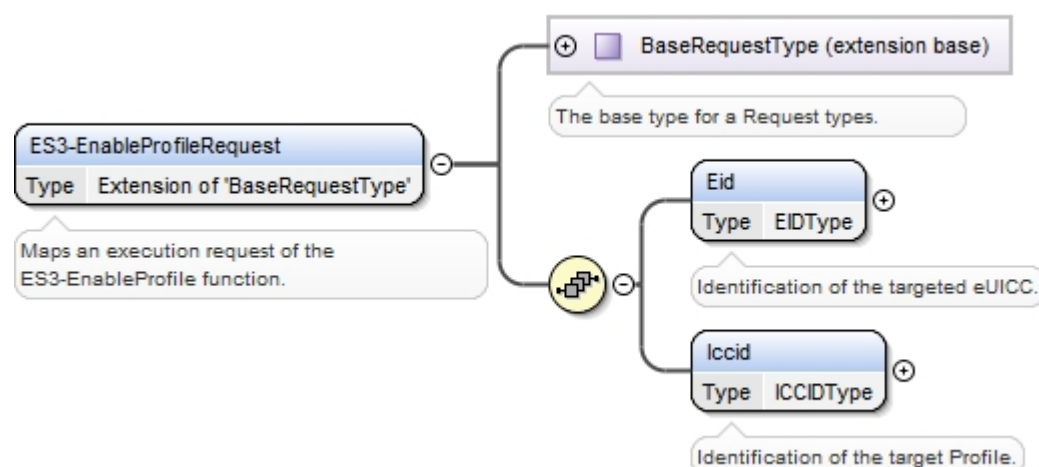 BaseRequestType (extension base)
The base type for a Request types.
ES3-EnableProfileRequest
Type Extension of 'BaseRequestType'
Maps an execution request of the
ES3-EnableProfile function.
Eid
Type EIDType
Identification of the targeted eUICC.
Iccid
Type ICCIDType
Identification of the target Profile.